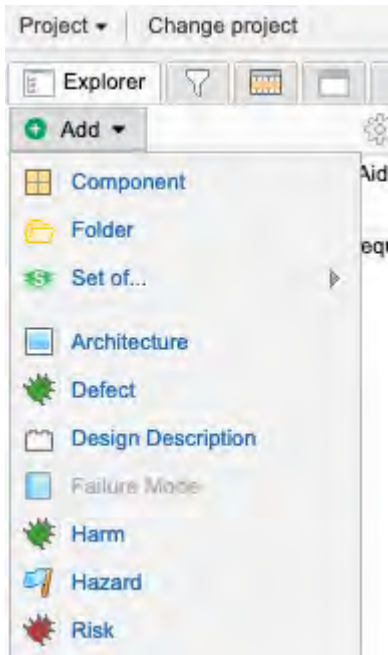 Project Change project
Explorer
Add
Component
Folder
Set of...
Architecture
Defect
Design Description
Failure Mode
Harm
Hazard
Risk